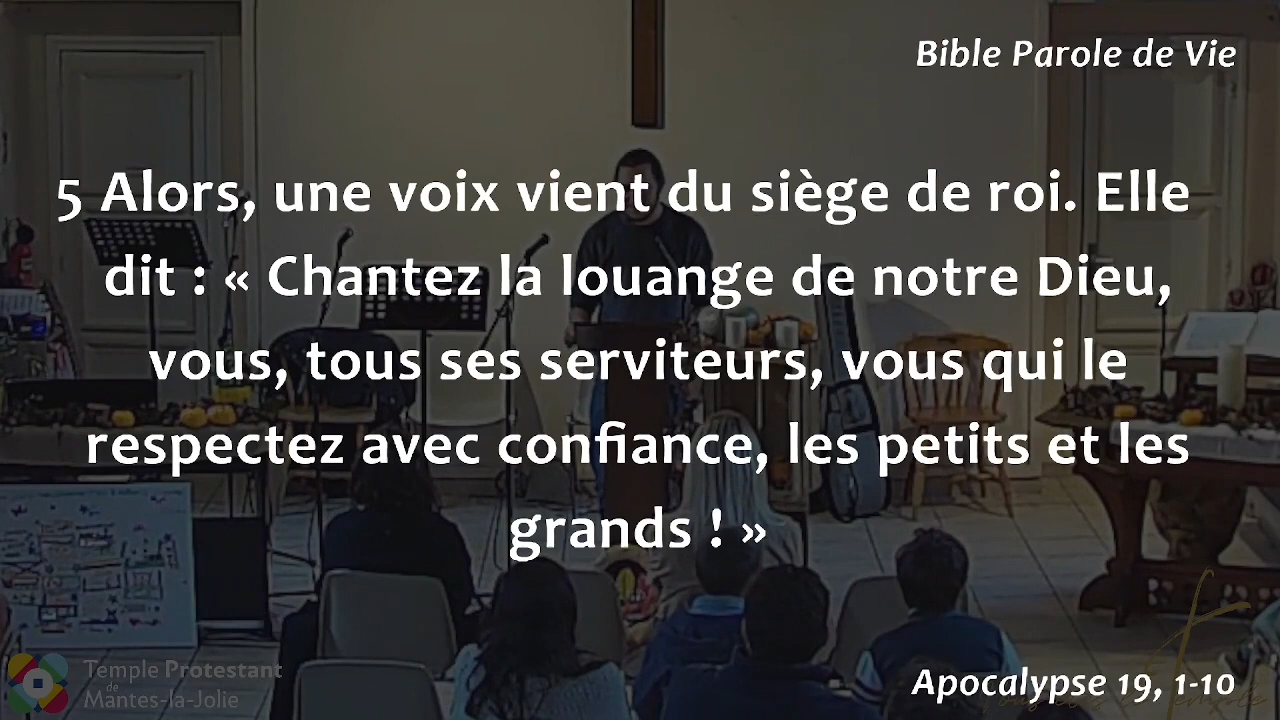 Bible Parole de Vie
5 Alors, une voix vient du siège de roi. Elle
dit : « Chantez la louange de notre Dieu,
vous, tous ses serviteurs, vous qui le
respectez avec confiance, les petits et les
grands ! »
Temple Protestant
de
Mantes-la-Jolie
Apocalypse 19, 1-10